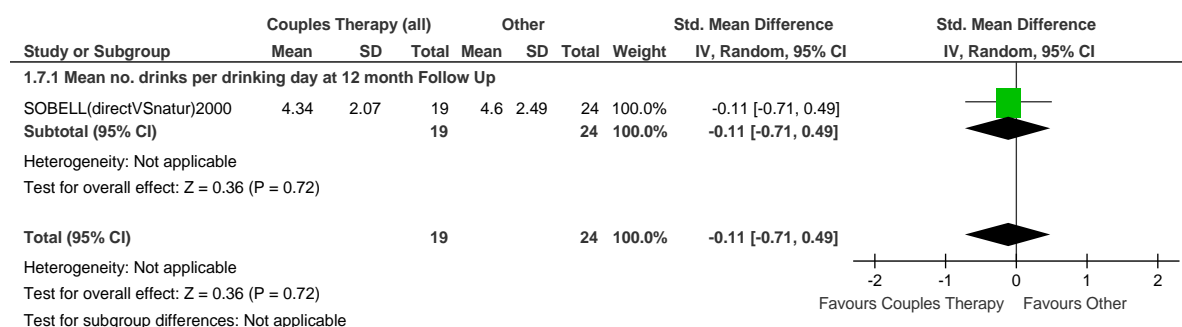 Couples Therapy (all) Other Std. Mean Difference Std. Mean Difference
Study or Subgroup Mean SD Total Mean SD Total Weight IV, Random, 95% CI IV, Random, 95% CI
1.7.1 Mean no. drinks per drinking day at 12 month Follow Up
SOBELL(directVSnatur)2000 4.34 2.07 19 4.6 2.49 24 100.0% -0.11 [-0.71, 0.49]
Subtotal (95% CI) 19 24 100.0% -0.11 [-0.71, 0.49]
Heterogeneity: Not applicable
Test for overall effect: Z = 0.36 (P = 0.72)
Total (95% CI) 19 24 100.0% -0.11 [-0.71, 0.49]
Heterogeneity: Not applicable
Test for overall effect: Z = 0.36 (P = 0.72)
Test for subgroup differences: Not applicable
-2 -1 0 1 2
Favours Couples Therapy Favours Other